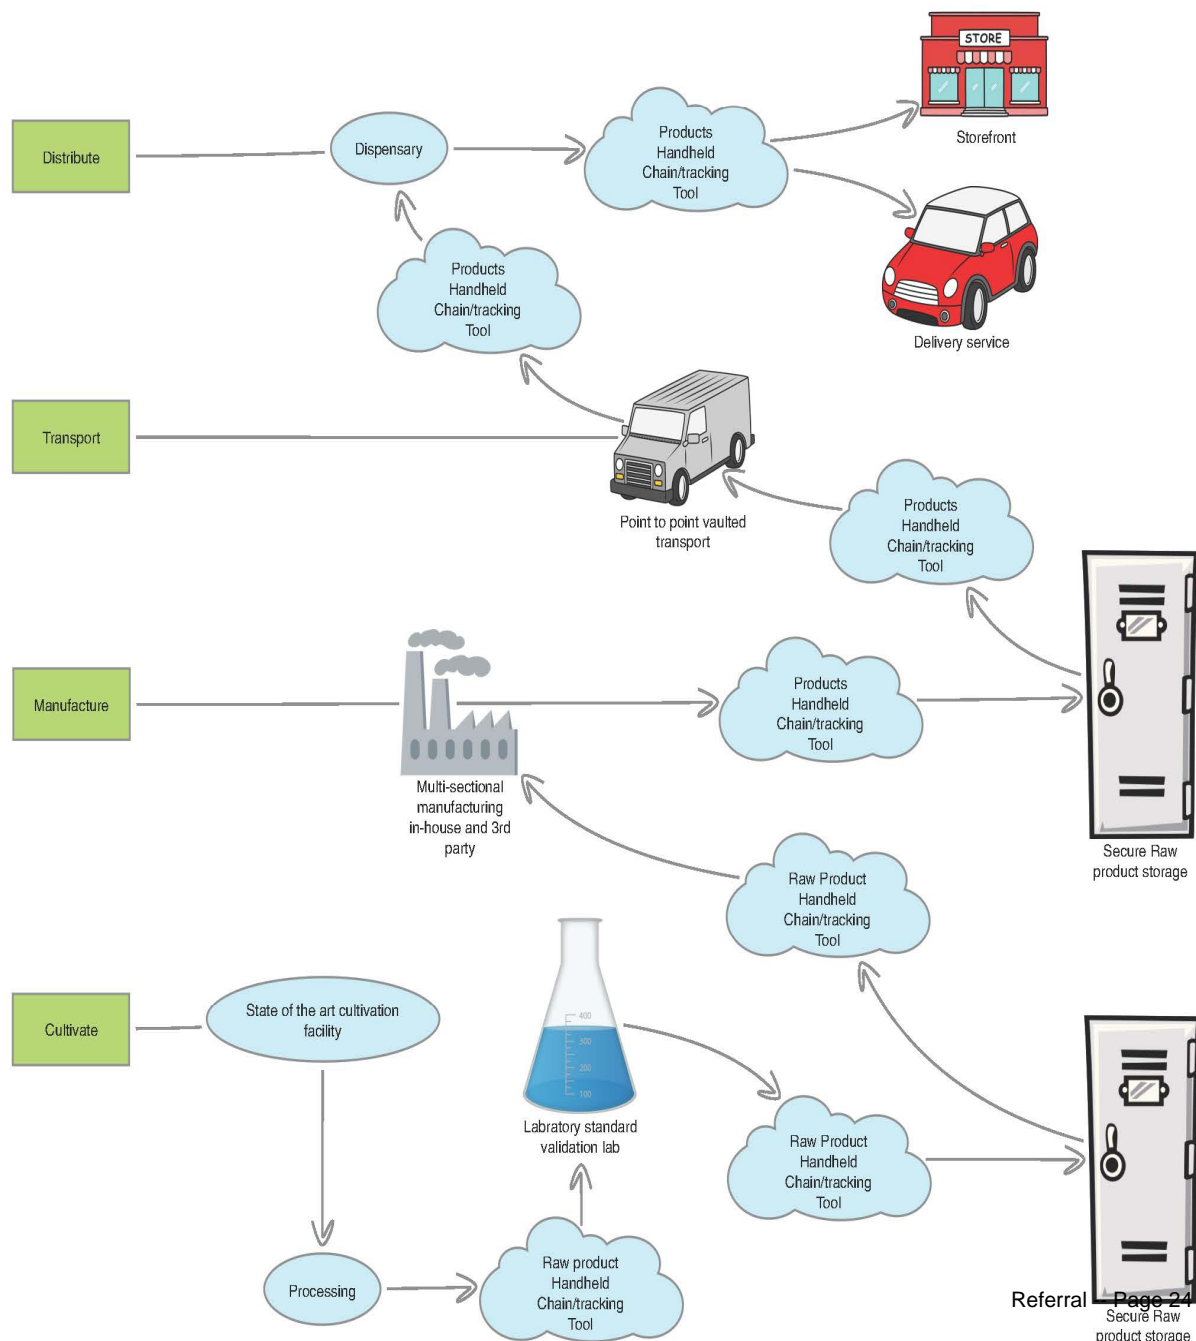 STORE
Storefront
Distribute
Dispensary
Products
Handheld
Chain/tracking
Tool
Delivery service
Products
Handheld
Chain/tracking
Tool
Transport
Point to point vaulted
transport
Products
Handheld
Chain/tracking
Tool
Manufacture
Multi-sectional
manufacturing
in-house and 3rd
party
Products
Handheld
Chain/tracking
Tool
Secure Raw
product storage
Raw Product
Handheld
Chain/tracking
Tool
Cultivate
State of the art cultivation
facility
400
300
200
100
Labratory standard
validation lab
Raw Product
Handheld
Chain/tracking
Tool
Processing
Raw product
Handheld
Chain/tracking
Tool
Referral -- Page 24
Secure Raw
product storage